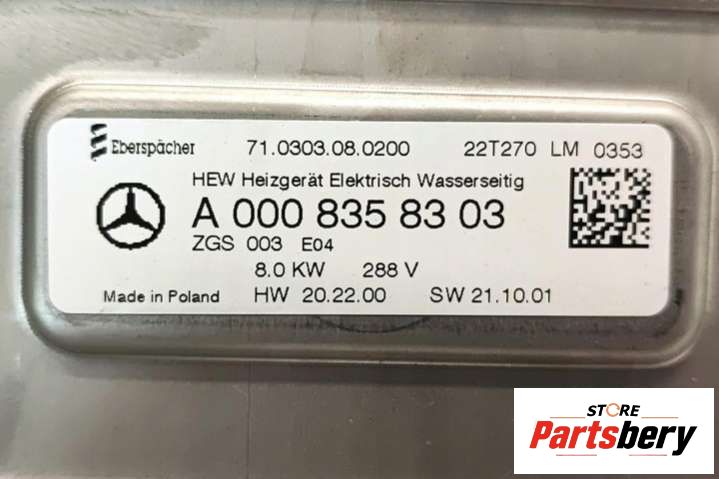 Eberspächer 71.0303.08.0200 22T270 LM 0353
HEW Heizgerät Elektrisch Wasserseitig
A 000 835 83 03
ZGS 003 E04
8.0 KW 288 V
Made in Poland HW 20.22.00 SW 21.10.01
STORE
Partsbery